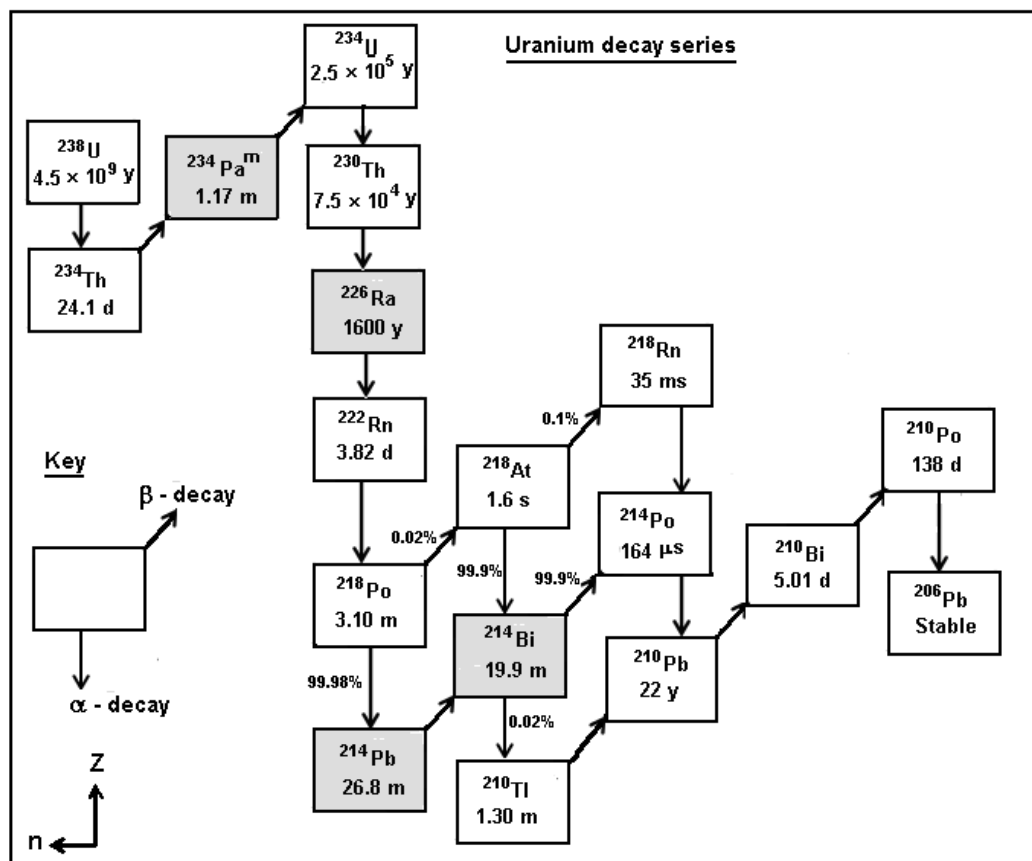 Uranium decay series
²³⁴U
2.5 × 10⁵ y
²³⁸U
4.5 × 10⁹ y
²³⁴Paᵐ
1.17 m
²³⁰Th
7.5 × 10⁴ y
²³⁴Th
24.1 d
²²⁶Ra
1600 y
²¹⁸Rn
35 ms
0.1%
²²²Rn
3.82 d
²¹⁸At
1.6 s
²¹⁰Po
138 d
Key
β - decay
α - decay
0.02%
²¹⁴Po
164 μs
99.9%
99.9%
²¹⁰Bi
5.01 d
²¹⁸Po
3.10 m
²⁰⁶Pb
Stable
²¹⁴Bi
19.9 m
²¹⁰Pb
22 y
99.98%
0.02%
²¹⁴Pb
26.8 m
²¹⁰Tl
1.30 m
Z
n